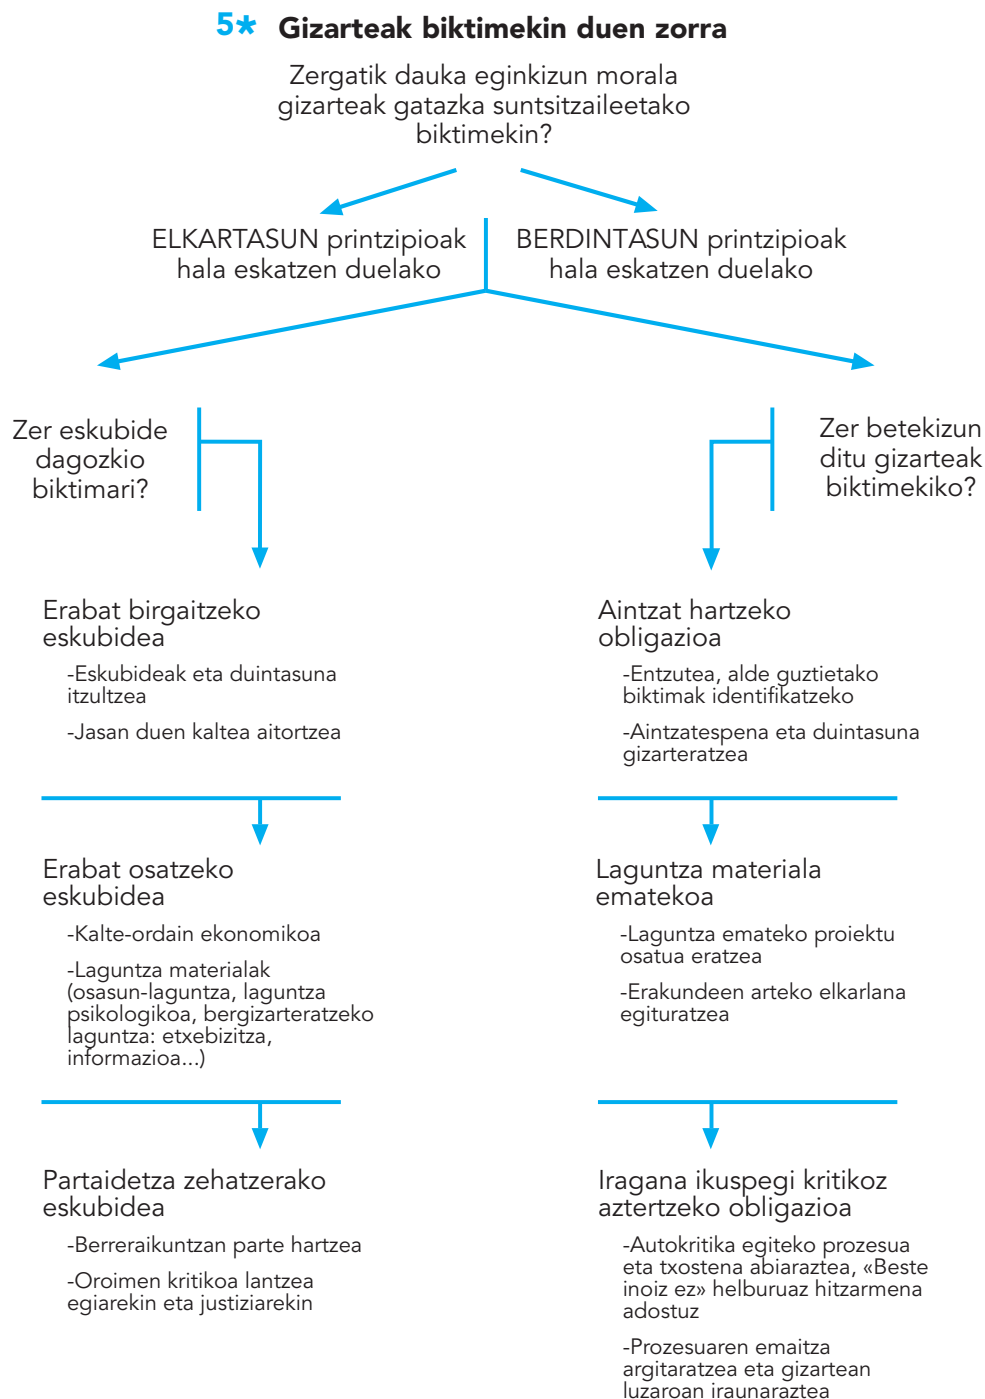 5* Gizarteak biktimekin duen zorra
Zergatik dauka eginkizun morala
gizarteak gatazka suntsitzaileetako
biktimekin?
ELKARTASUN printzipioak
hala eskatzen duelako
BERDINTASUN printzipioak
hala eskatzen duelako
Zer eskubide
dagozkio
biktimari?
Zer betekizun
ditu gizarteak
biktimekiko?
Erabat birgaitzeko
eskubidea
-Eskubideak eta duintasuna
itzultzea
-Jasan duen kaltea aitortzea
Erabat osatzeko
eskubidea
-Kalte-ordain ekonomikoa
-Laguntza materialak
(osasun-laguntza, laguntza
psikologikoa, bergizarteratzeko
laguntza: etxebizitza,
informazioa...)
Partaidetza zehatzerako
eskubidea
-Berreraikuntzan parte hartzea
-Oroimen kritikoa lantzea
egiarekin eta justiziarekin
Aintzat hartzeko
obligazioa
-Entzutea, alde guztietako
biktimak identifikatzeko
-Aintzatespena eta duintasuna
gizarteratzea
Laguntza materiala
ematekoa
-Laguntza emateko proiektu
osatua eratzea
-Erakundeen arteko elkarlana
egituratzea
Iragana ikuspegi kritikoz
aztertzeko obligazioa
-Autokritika egiteko prozesua
eta txostena abiaraztea, «Beste
inoiz ez» helburuaz hitzarmena
adostuz
-Prozesuaren emaitza
argitaratzea eta gizartean
luzaroan iraunaraztea